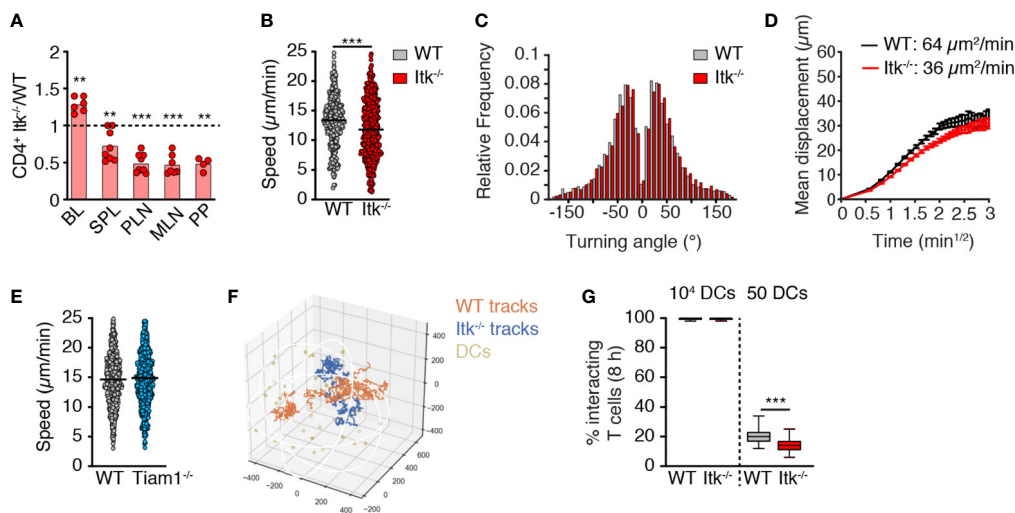 A
CD4⁺ Itk⁻/⁻/WT
2
1.5
1
0.5
0
** ** *** *** **
BL SPL PLN MLN PP
B
Speed (µm/min)
25
20
15
10
5
0
***
WT
Itk⁻/⁻
WT Itk⁻/⁻
C
Relative Frequency
0.1
0.08
0.06
0.04
0.02
0
WT
Itk⁻/⁻
-150 -50 0 50 150
Turning angle (°)
D
Mean displacement (µm)
60
50
40
30
20
10
0
WT: 64 µm²/min
Itk⁻/⁻: 36 µm²/min
0 0.5 1 1.5 2 2.5 3
Time (min¹/²)
E
Speed (µm/min)
25
20
15
10
5
0
WT Tiam1⁻/⁻
F
WT tracks
Itk⁻/⁻ tracks
DCs
400
200
0
-200
-400
-400 -200 0 200 400
-400
-200
0
200
400
G
10⁴ DCs 50 DCs
% interacting
T cells (8 h)
100
80
60
40
20
0
***
WT Itk⁻/⁻ WT Itk⁻/⁻